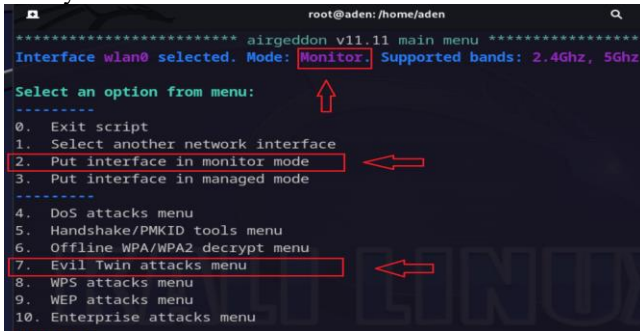 root@aden: /home/aden
************************* airgeddon v11.11 main menu ******************
Interface wlan0 selected. Mode: Monitor. Supported bands: 2.4Ghz, 5Ghz
Select an option from menu:
---------
0. Exit script
1. Select another network interface
2. Put interface in monitor mode
3. Put interface in managed mode
---------
4. DoS attacks menu
5. Handshake/PMKID tools menu
6. Offline WPA/WPA2 decrypt menu
7. Evil Twin attacks menu
8. WPS attacks menu
9. WEP attacks menu
10. Enterprise attacks menu
KALI LINUX